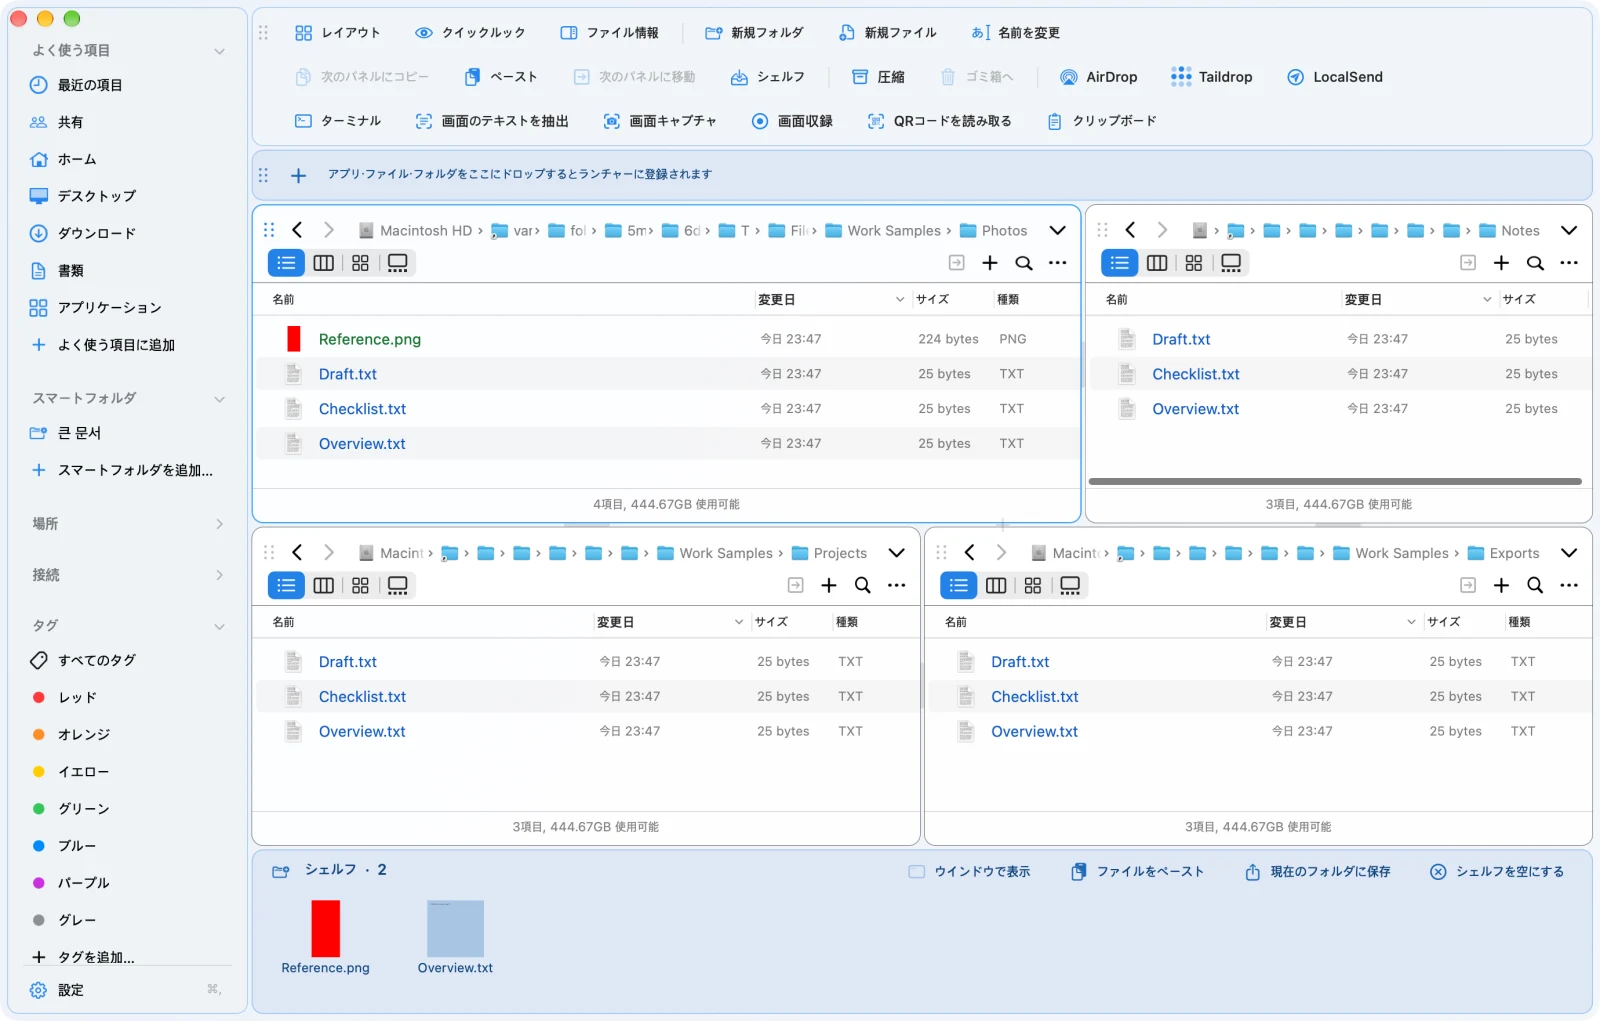 よく使う項目
最近の項目
共有
ホーム
デスクトップ
ダウンロード
書類
アプリケーション
よく使う項目に追加
スマートフォルダ
큰 문서
スマートフォルダを追加...
場所
接続
タグ
すべてのタグ
レッド
オレンジ
イエロー
グリーン
ブルー
パープル
グレー
タグを追加...
設定 ⌘,
レイアウト クイックルック ファイル情報 新規フォルダ 新規ファイル 名前を変更
次のパネルにコピー ペースト 次のパネルに移動 シェルフ 圧縮 ゴミ箱へ AirDrop Taildrop LocalSend
ターミナル 画面のテキストを抽出 画面キャプチャ 画面収録 QRコードを読み取る クリップボード
アプリ・ファイル・フォルダをここにドロップするとランチャーに登録されます
Macintosh HD › var › fol › 5m › 6d › T › File › Work Samples › Photos
名前 変更日 サイズ 種類
Reference.png 今日 23:47 224 bytes PNG
Draft.txt 今日 23:47 25 bytes TXT
Checklist.txt 今日 23:47 25 bytes TXT
Overview.txt 今日 23:47 25 bytes TXT
4項目, 444.67GB 使用可能
Notes
名前 変更日 サイズ
Draft.txt 今日 23:47 25 bytes
Checklist.txt 今日 23:47 25 bytes
Overview.txt 今日 23:47 25 bytes
3項目, 444.67GB 使用可能
Macint › Work Samples › Projects
名前 変更日 サイズ 種類
Draft.txt 今日 23:47 25 bytes TXT
Checklist.txt 今日 23:47 25 bytes TXT
Overview.txt 今日 23:47 25 bytes TXT
3項目, 444.67GB 使用可能
Macint › Work Samples › Exports
名前 変更日 サイズ 種類
Draft.txt 今日 23:47 25 bytes TXT
Checklist.txt 今日 23:47 25 bytes TXT
Overview.txt 今日 23:47 25 bytes TXT
3項目, 444.67GB 使用可能
シェルフ · 2 ウインドウで表示 ファイルをペースト 現在のフォルダに保存 シェルフを空にする
Reference.png Overview.txt